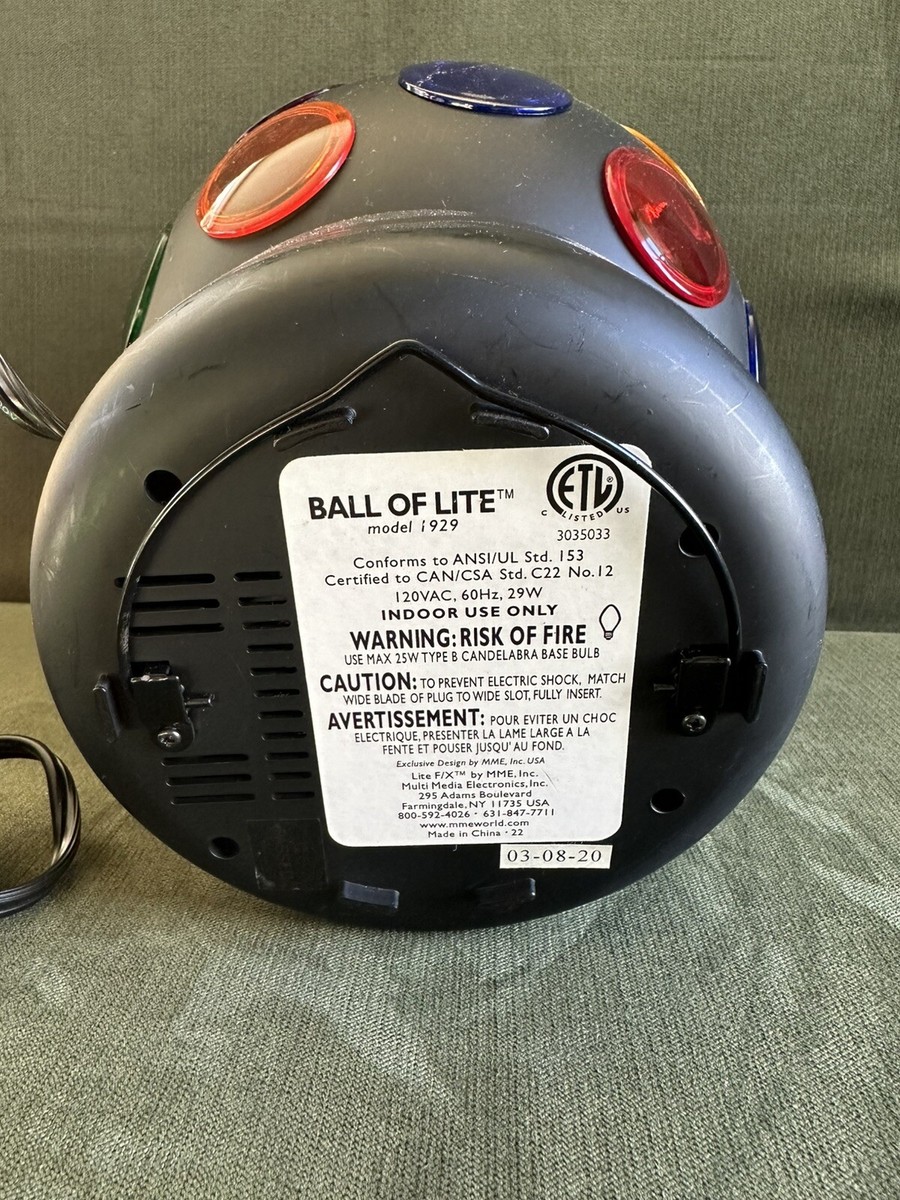 BALL OF LITE™
model i929
ETL®
C LISTED US
3035033
Conforms to ANSI/UL Std. 153
Certified to CAN/CSA Std. C22 No.12
120VAC, 60Hz, 29W
INDOOR USE ONLY
WARNING: RISK OF FIRE
USE MAX 25W TYPE B CANDELABRA BASE BULB
CAUTION: TO PREVENT ELECTRIC SHOCK, MATCH
WIDE BLADE OF PLUG TO WIDE SLOT, FULLY INSERT.
AVERTISSEMENT: POUR EVITER UN CHOC
ELECTRIQUE, PRESENTER LA LAME LARGE A LA
FENTE ET POUSER JUSQU' AU FOND.
Exclusive Design by MME, Inc. USA
Lite F/X™ by MME, Inc.
Multi Media Electronics, Inc.
295 Adams Boulevard
Farmingdale, NY 11735 USA
800-592-4026 · 631-847-7711
www.mmeworld.com
Made in China · 22
03-08-20